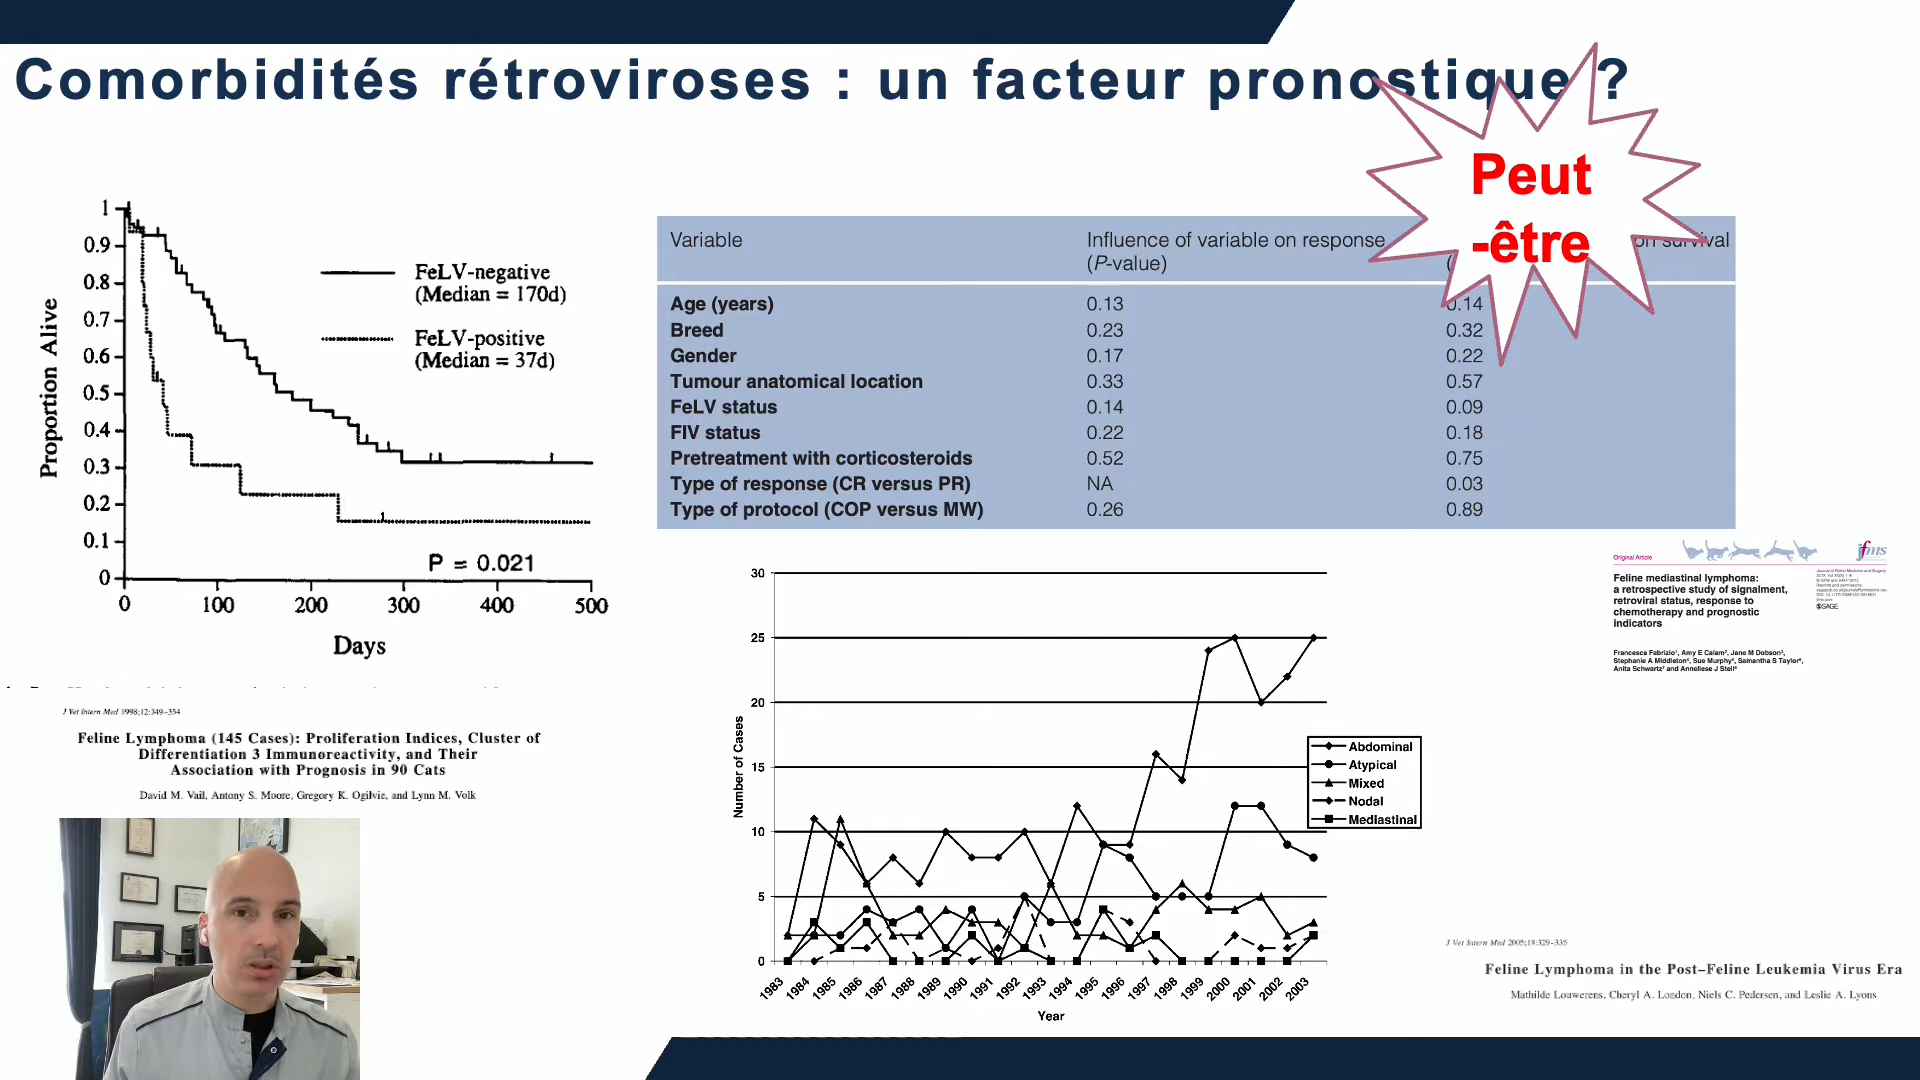 Comorbidités rétroviroses : un facteur pronostique ?
Peut
-être
1
0.9
0.8
0.7
0.6
0.5
0.4
0.3
0.2
0.1
0
Proportion Alive
FeLV-negative
(Median = 170d)
FeLV-positive
(Median = 37d)
P = 0.021
0 100 200 300 400 500
Days
J Vet Intern Med 1998;12:349–354
Feline Lymphoma (145 Cases): Proliferation Indices, Cluster of
Differentiation 3 Immunoreactivity, and Their
Association with Prognosis in 90 Cats
David M. Vail, Antony S. Moore, Gregory K. Ogilvie, and Lynn M. Volk
Variable Influence of variable on response on survival
(P-value) (
Age (years) 0.13 0.14
Breed 0.23 0.32
Gender 0.17 0.22
Tumour anatomical location 0.33 0.57
FeLV status 0.14 0.09
FIV status 0.22 0.18
Pretreatment with corticosteroids 0.52 0.75
Type of response (CR versus PR) NA 0.03
Type of protocol (COP versus MW) 0.26 0.89
30
25
20
15
10
5
0
Number of Cases
1983 1984 1985 1986 1987 1988 1989 1990 1991 1992 1993 1994 1995 1996 1997 1998 1999 2000 2001 2002 2003
Year
Abdominal
Atypical
Mixed
Nodal
Mediastinal
Original Article
jfms
Feline mediastinal lymphoma:
a retrospective study of signalment,
retroviral status, response to
chemotherapy and prognostic
indicators
SAGE
Francesca Fabrizio, Amy E Calam, Jane M Dobson,
Stephanie A Middleton, Sue Murphy, Samantha S Taylor,
Anita Schwartz and Anneliese J Stell
J Vet Intern Med 2005;19:329–335
Feline Lymphoma in the Post–Feline Leukemia Virus Era
Mathilde Louwerens, Cheryl A. London, Niels C. Pedersen, and Leslie A. Lyons